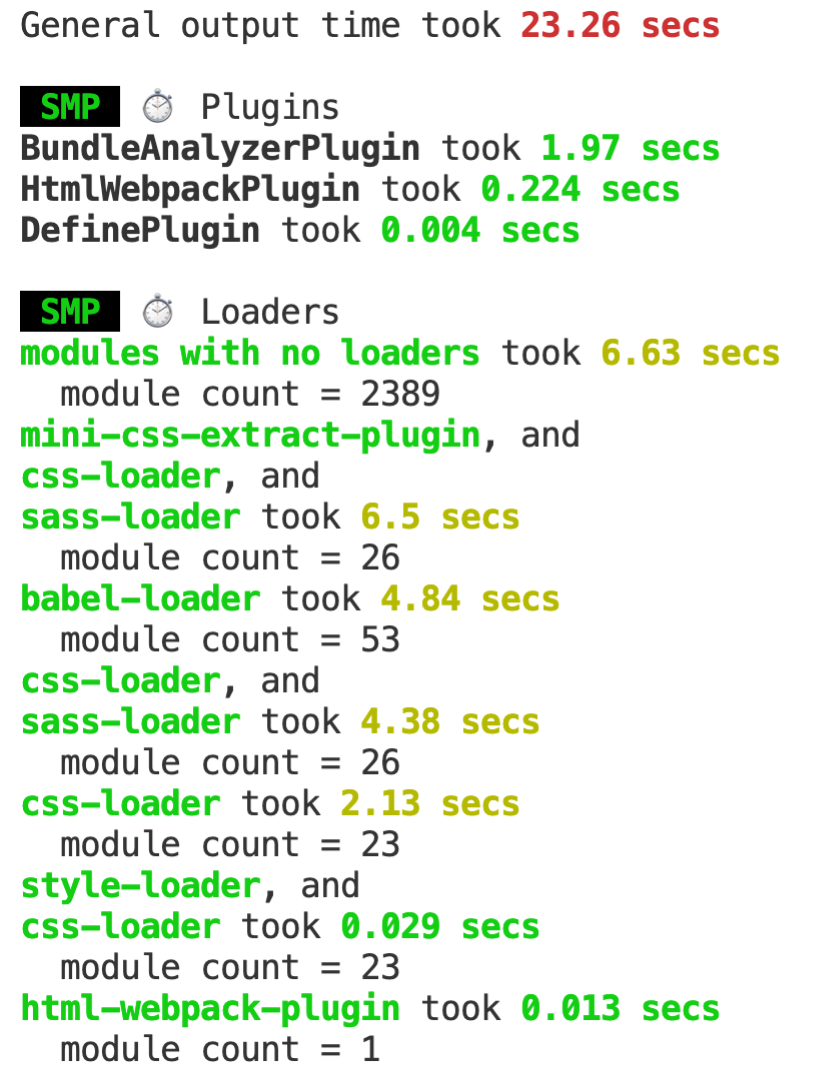 General output time took 23.26 secs
SMP ⏱ Plugins
BundleAnalyzerPlugin took 1.97 secs
HtmlWebpackPlugin took 0.224 secs
DefinePlugin took 0.004 secs
SMP ⏱ Loaders
modules with no loaders took 6.63 secs
module count = 2389
mini-css-extract-plugin, and
css-loader, and
sass-loader took 6.5 secs
module count = 26
babel-loader took 4.84 secs
module count = 53
css-loader, and
sass-loader took 4.38 secs
module count = 26
css-loader took 2.13 secs
module count = 23
style-loader, and
css-loader took 0.029 secs
module count = 23
html-webpack-plugin took 0.013 secs
module count = 1